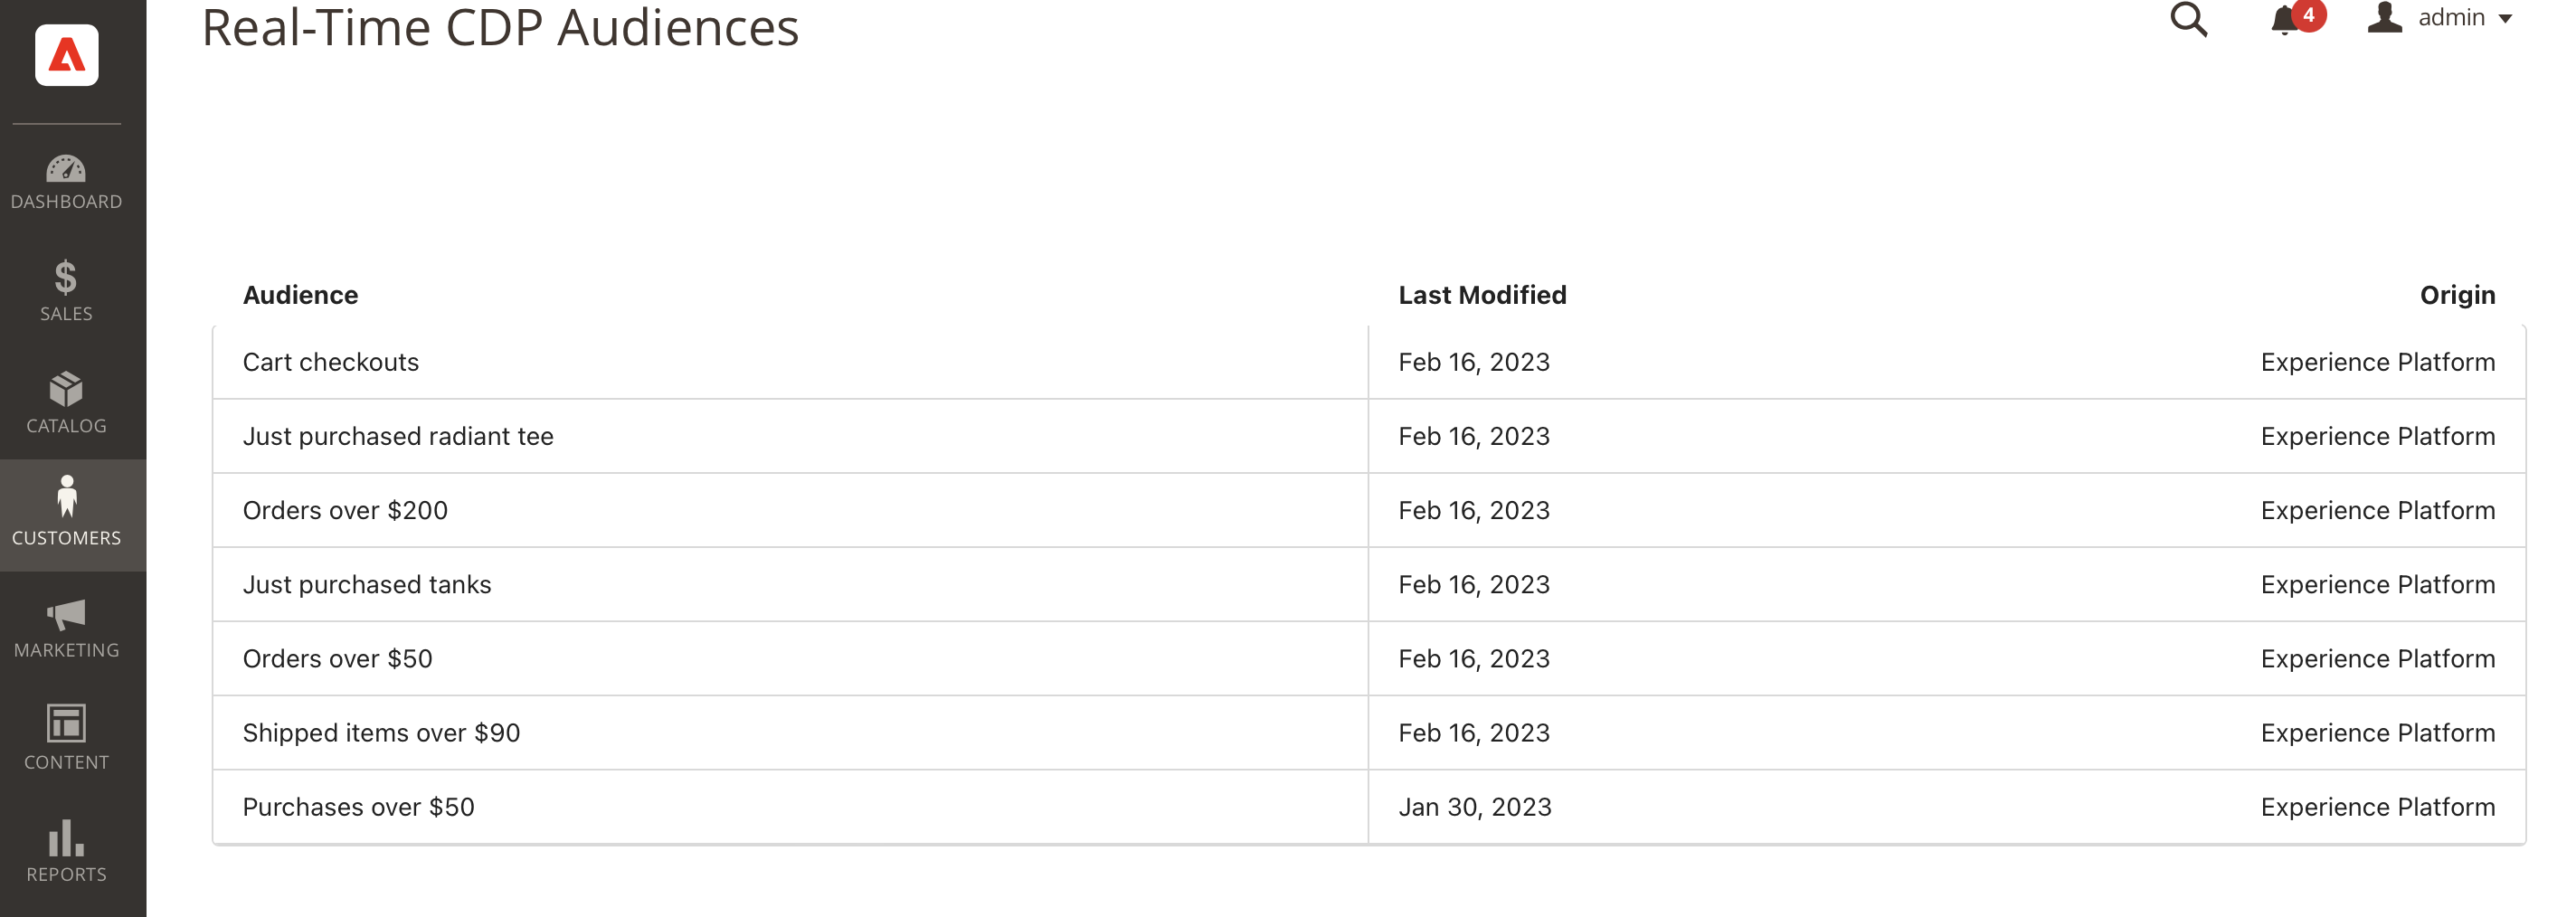 Real-Time CDP Audiences
4
admin
DASHBOARD
SALES
CATALOG
CUSTOMERS
MARKETING
CONTENT
REPORTS
Audience Last Modified Origin
Cart checkouts Feb 16, 2023 Experience Platform
Just purchased radiant tee Feb 16, 2023 Experience Platform
Orders over $200 Feb 16, 2023 Experience Platform
Just purchased tanks Feb 16, 2023 Experience Platform
Orders over $50 Feb 16, 2023 Experience Platform
Shipped items over $90 Feb 16, 2023 Experience Platform
Purchases over $50 Jan 30, 2023 Experience Platform